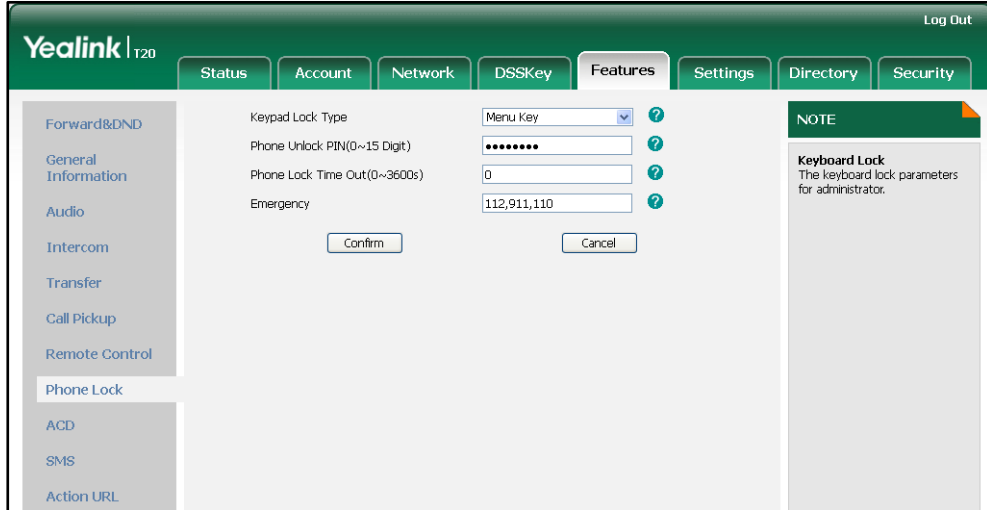 Log Out
Yealink | T20
Status Account Network DSSKey Features Settings Directory Security
Forward&DND
General
Information
Audio
Intercom
Transfer
Call Pickup
Remote Control
Phone Lock
ACD
SMS
Action URL
Keypad Lock Type Menu Key ?
Phone Unlock PIN(0~15 Digit) •••••••• ?
Phone Lock Time Out(0~3600s) 0 ?
Emergency 112,911,110 ?
Confirm Cancel
NOTE
Keyboard Lock
The keyboard lock parameters
for administrator.